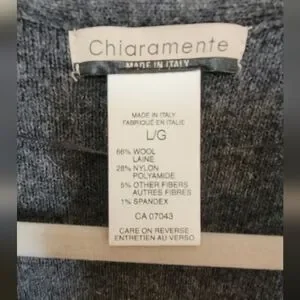 Chiaramente
MADE IN ITALY
MADE IN ITALY
FABRIQUÉ EN ITALIE
L/G
66% WOOL
LAINE
28% NYLON
POLYAMIDE
5% OTHER FIBERS
AUTRES FIBRES
1% SPANDEX
CA 07043
CARE ON REVERSE
ENTRETIEN AU VERSO